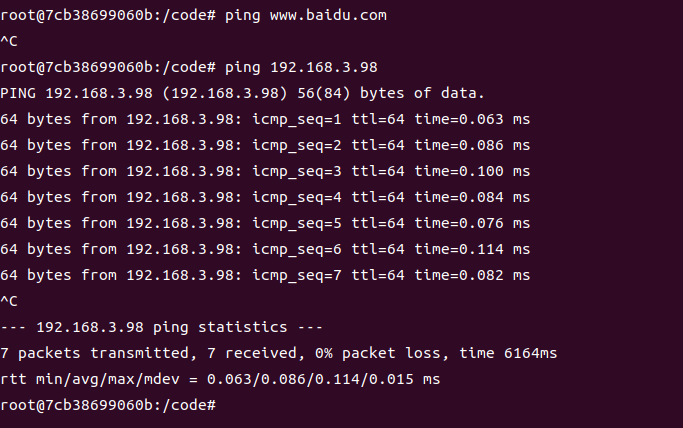 root@7cb38699060b:/code# ping www.baidu.com
^C
root@7cb38699060b:/code# ping 192.168.3.98
PING 192.168.3.98 (192.168.3.98) 56(84) bytes of data.
64 bytes from 192.168.3.98: icmp_seq=1 ttl=64 time=0.063 ms
64 bytes from 192.168.3.98: icmp_seq=2 ttl=64 time=0.086 ms
64 bytes from 192.168.3.98: icmp_seq=3 ttl=64 time=0.100 ms
64 bytes from 192.168.3.98: icmp_seq=4 ttl=64 time=0.084 ms
64 bytes from 192.168.3.98: icmp_seq=5 ttl=64 time=0.076 ms
64 bytes from 192.168.3.98: icmp_seq=6 ttl=64 time=0.114 ms
64 bytes from 192.168.3.98: icmp_seq=7 ttl=64 time=0.082 ms
^C
--- 192.168.3.98 ping statistics ---
7 packets transmitted, 7 received, 0% packet loss, time 6164ms
rtt min/avg/max/mdev = 0.063/0.086/0.114/0.015 ms
root@7cb38699060b:/code#